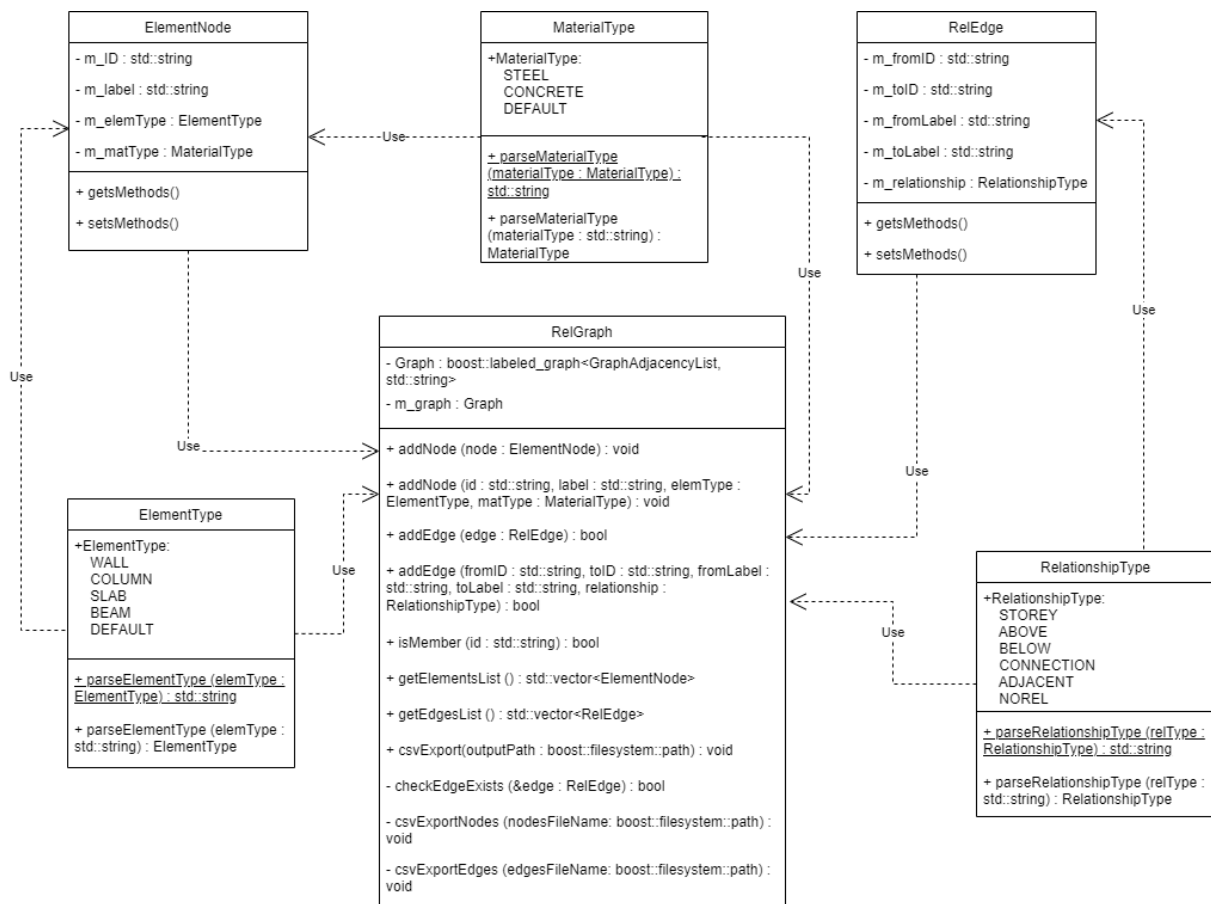 ElementNode
- m_ID : std::string
- m_label : std::string
- m_elemType : ElementType
- m_matType : MaterialType
+ getsMethods()
+ setsMethods()
MaterialType
+MaterialType:
STEEL
CONCRETE
DEFAULT
+ parseMaterialType
(materialType : MaterialType) :
std::string
+ parseMaterialType
(materialType : std::string) :
MaterialType
RelEdge
- m_fromID : std::string
- m_toID : std::string
- m_fromLabel : std::string
- m_toLabel : std::string
- m_relationship : RelationshipType
+ getsMethods()
+ setsMethods()
Use
Use
Use
Use
Use
Use
Use
Use
RelGraph
- Graph : boost::labeled_graph<GraphAdjacencyList,
std::string>
- m_graph : Graph
+ addNode (node : ElementNode) : void
+ addNode (id : std::string, label : std::string, elemType :
ElementType, matType : MaterialType) : void
+ addEdge (edge : RelEdge) : bool
+ addEdge (fromID : std::string, toID : std::string, fromLabel :
std::string, toLabel : std::string, relationship :
RelationshipType) : bool
+ isMember (id : std::string) : bool
+ getElementsList () : std::vector<ElementNode>
+ getEdgesList () : std::vector<RelEdge>
+ csvExport(outputPath : boost::filesystem::path) : void
- checkEdgeExists (&edge : RelEdge) : bool
- csvExportNodes (nodesFileName: boost::filesystem::path) :
void
- csvExportEdges (edgesFileName: boost::filesystem::path) :
void
ElementType
+ElementType:
WALL
COLUMN
SLAB
BEAM
DEFAULT
+ parseElementType (elemType :
ElementType) : std::string
+ parseElementType (elemType :
std::string) : ElementType
RelationshipType
+RelationshipType:
STOREY
ABOVE
BELOW
CONNECTION
ADJACENT
NOREL
+ parseRelationshipType (relType :
RelationshipType) : std::string
+ parseRelationshipType (relType :
std::string) : RelationshipType